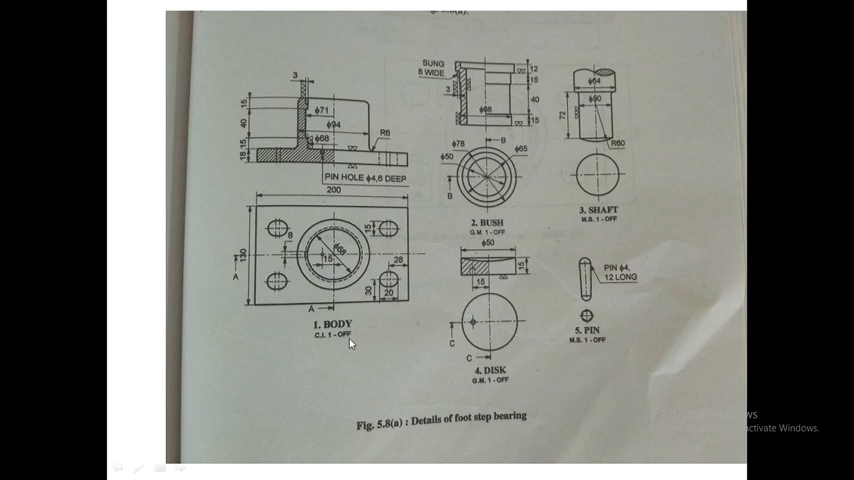 3
15
40
15
18
ϕ71
ϕ94
ϕ68
R6
PIN HOLE ϕ4,6 DEEP
200
130
8
ϕ68
15
15
28
30
20
A
A
1. BODY
C.I. 1 - OFF
SUNG
8 WIDE
3
12
15
40
15
ϕ68
ϕ78
ϕ50
ϕ65
B
B
2. BUSH
G.M. 1 - OFF
ϕ64
ϕ50
72
R60
3. SHAFT
M.S. 1 - OFF
ϕ50
15
15
C
C
4. DISK
G.M. 1 - OFF
PIN ϕ4,
12 LONG
5. PIN
M.S. 1 - OFF
Fig. 5.8(a) : Details of foot step bearing